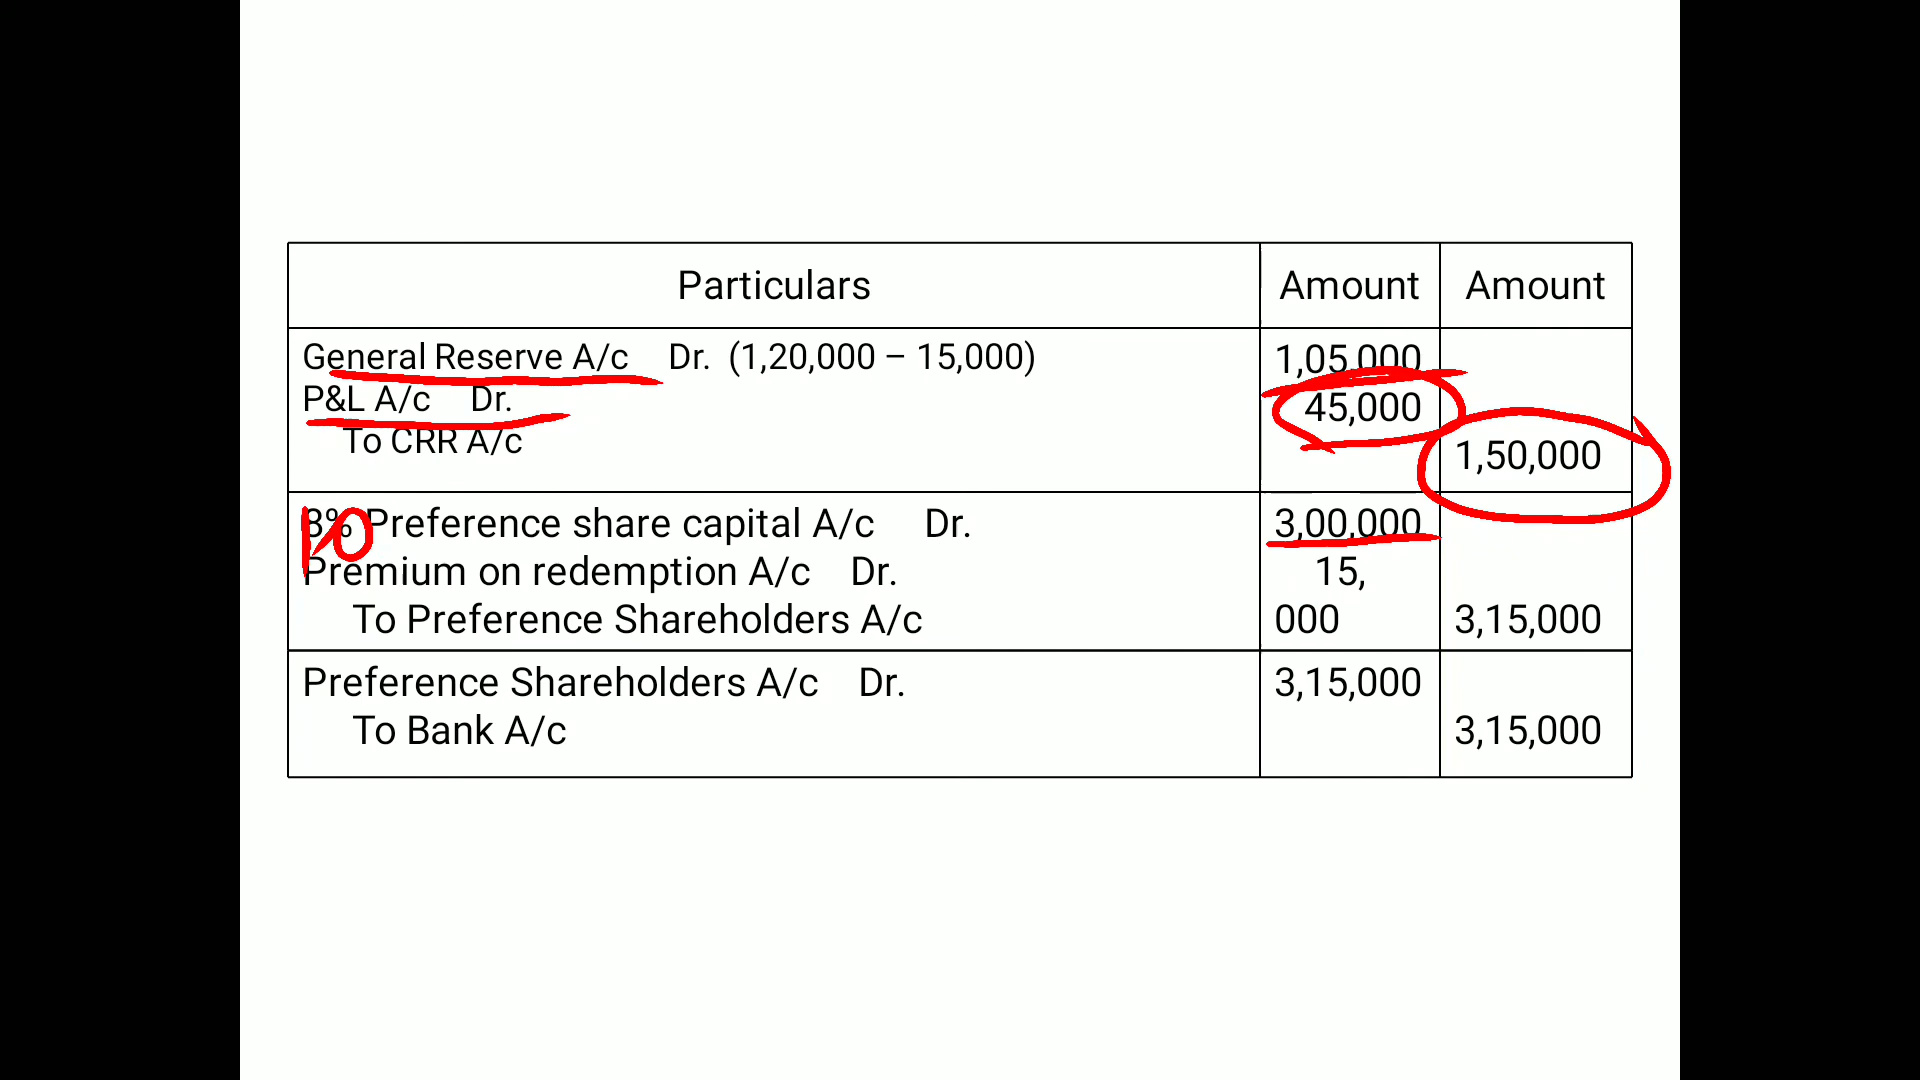 Particulars Amount Amount
General Reserve A/c Dr. (1,20,000 – 15,000) 1,05,000
P&L A/c Dr. 45,000
To CRR A/c 1,50,000
10
8% Preference share capital A/c Dr. 3,00,000
Premium on redemption A/c Dr. 15,
To Preference Shareholders A/c 000 3,15,000
Preference Shareholders A/c Dr. 3,15,000
To Bank A/c 3,15,000